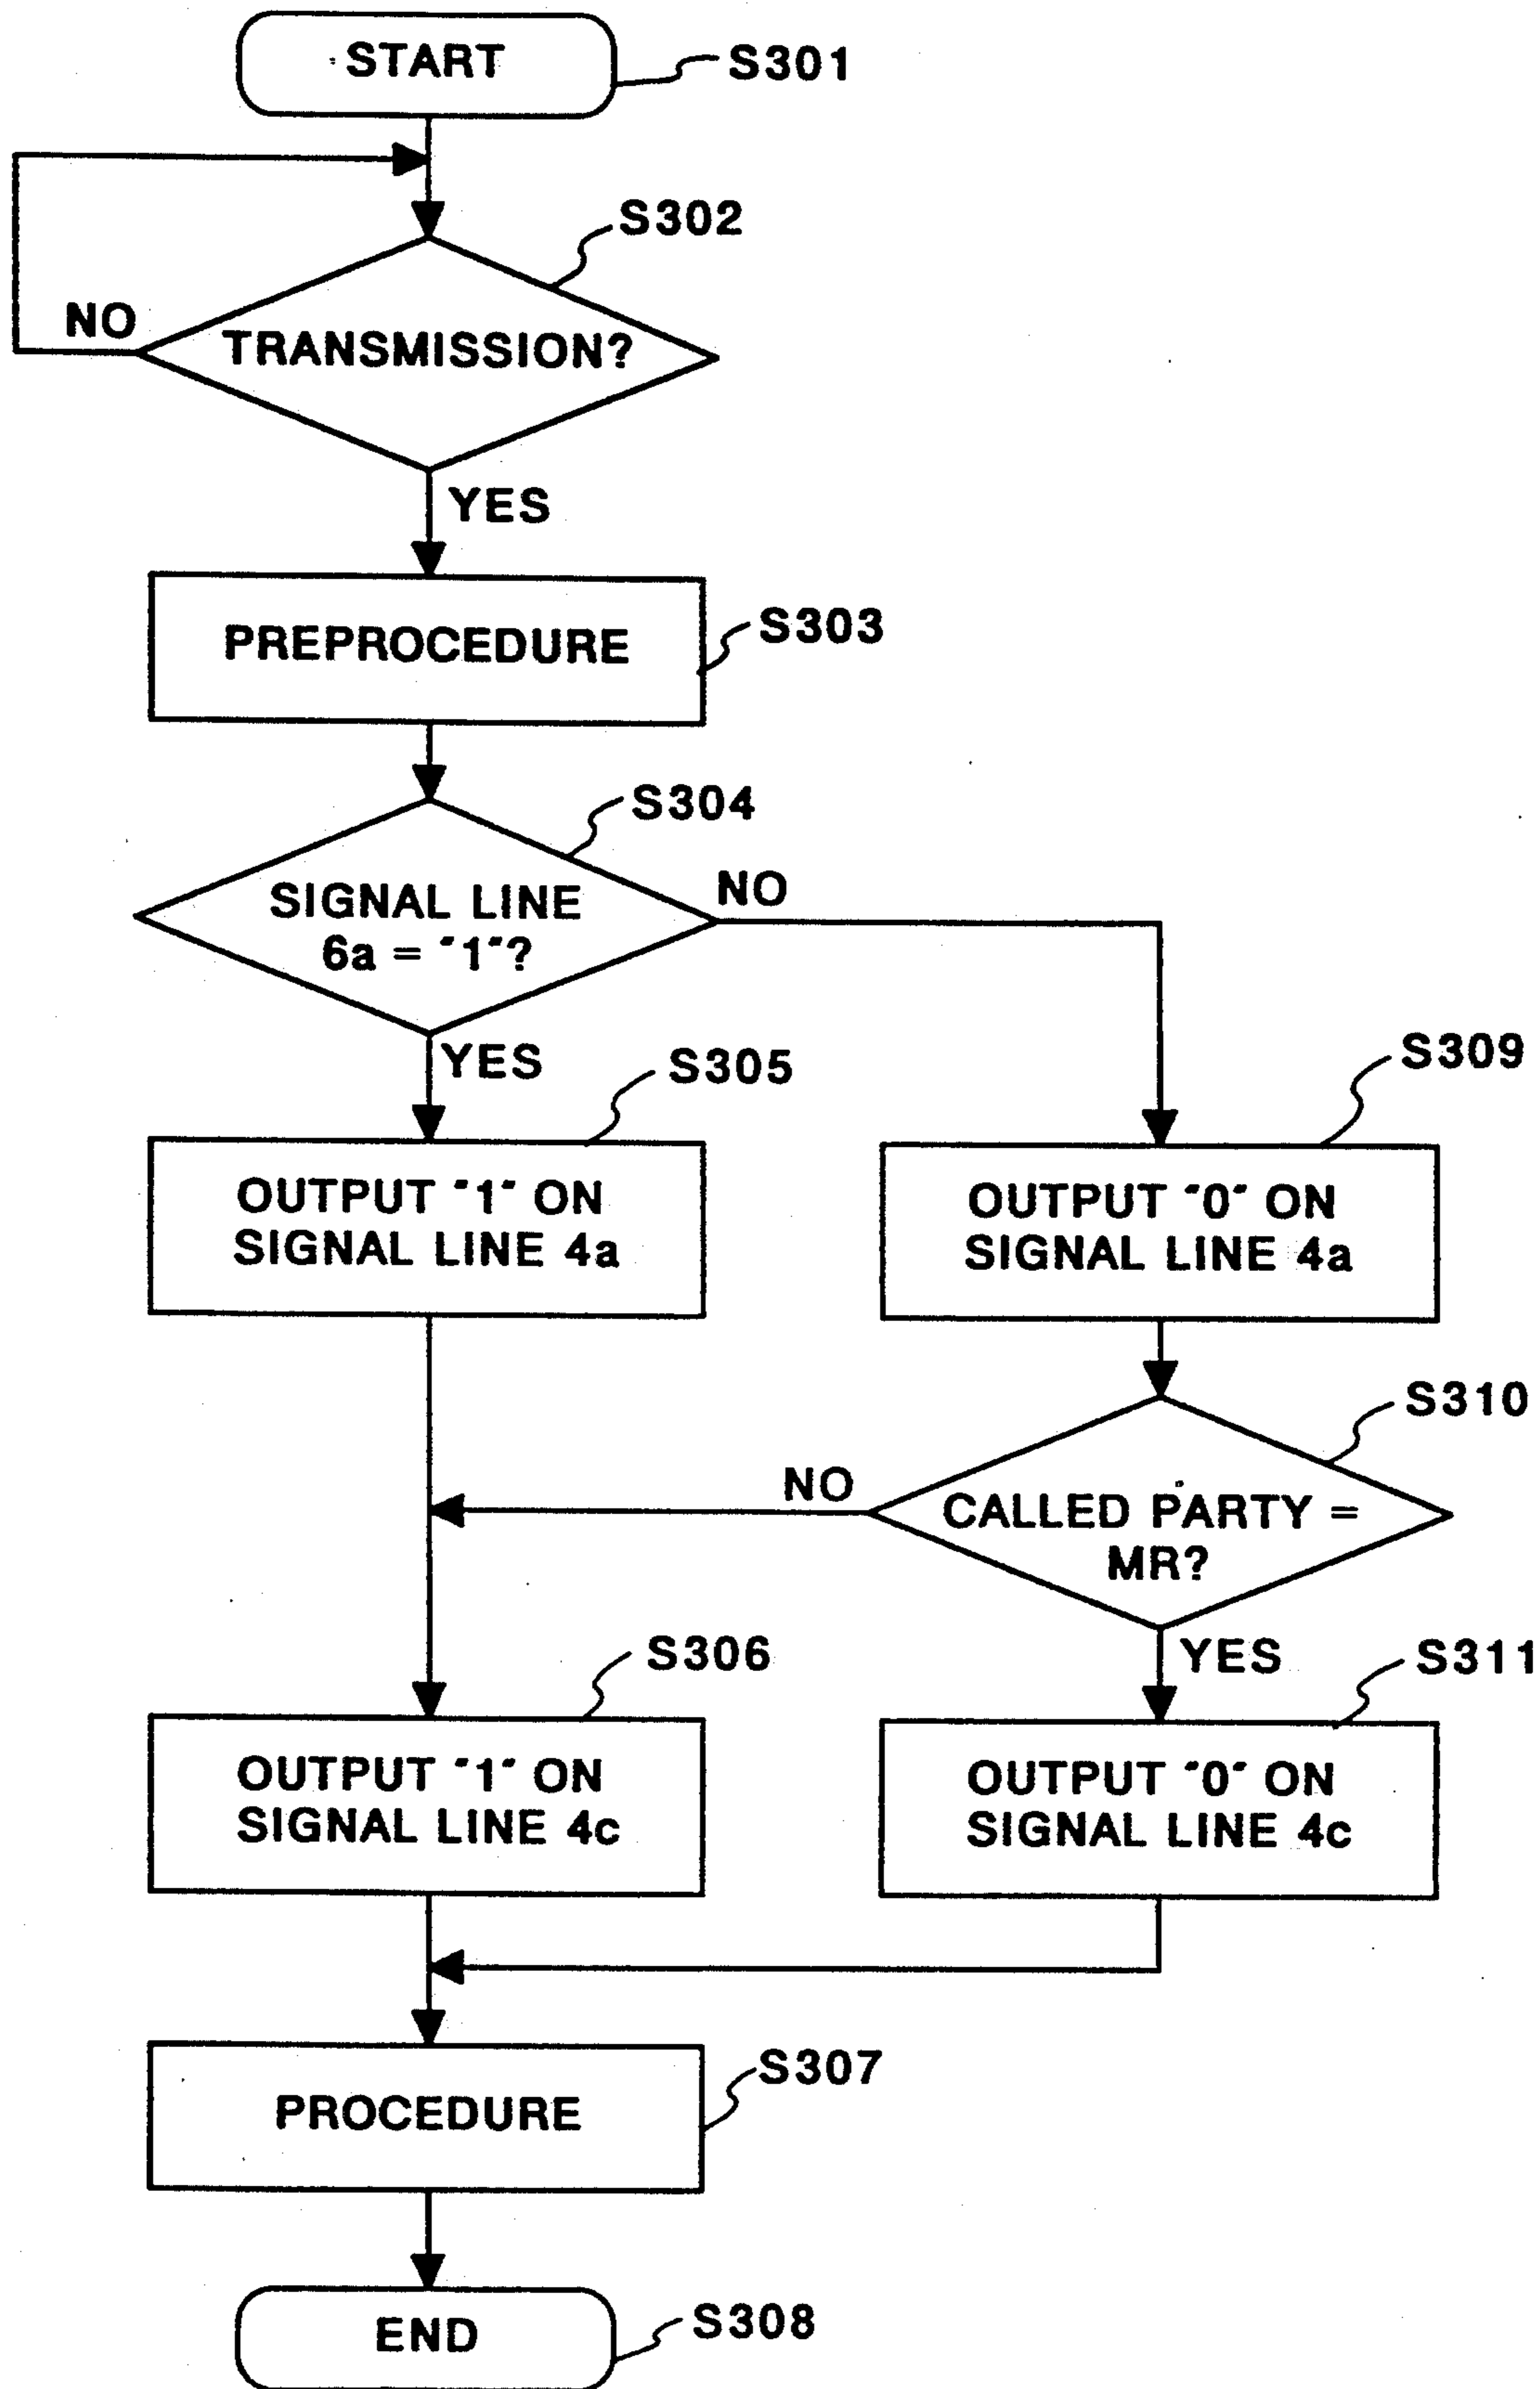 START
S301
S302
NO
TRANSMISSION?
YES
PREPROCEDURE
S303
S304
SIGNAL LINE
6a = "1"?
NO
YES
S305
S309
OUTPUT "1" ON
SIGNAL LINE 4a
OUTPUT "0" ON
SIGNAL LINE 4a
S310
NO
CALLED PARTY =
MR?
S306
YES
S311
OUTPUT "1" ON
SIGNAL LINE 4c
OUTPUT "0" ON
SIGNAL LINE 4c
S307
PROCEDURE
END
S308